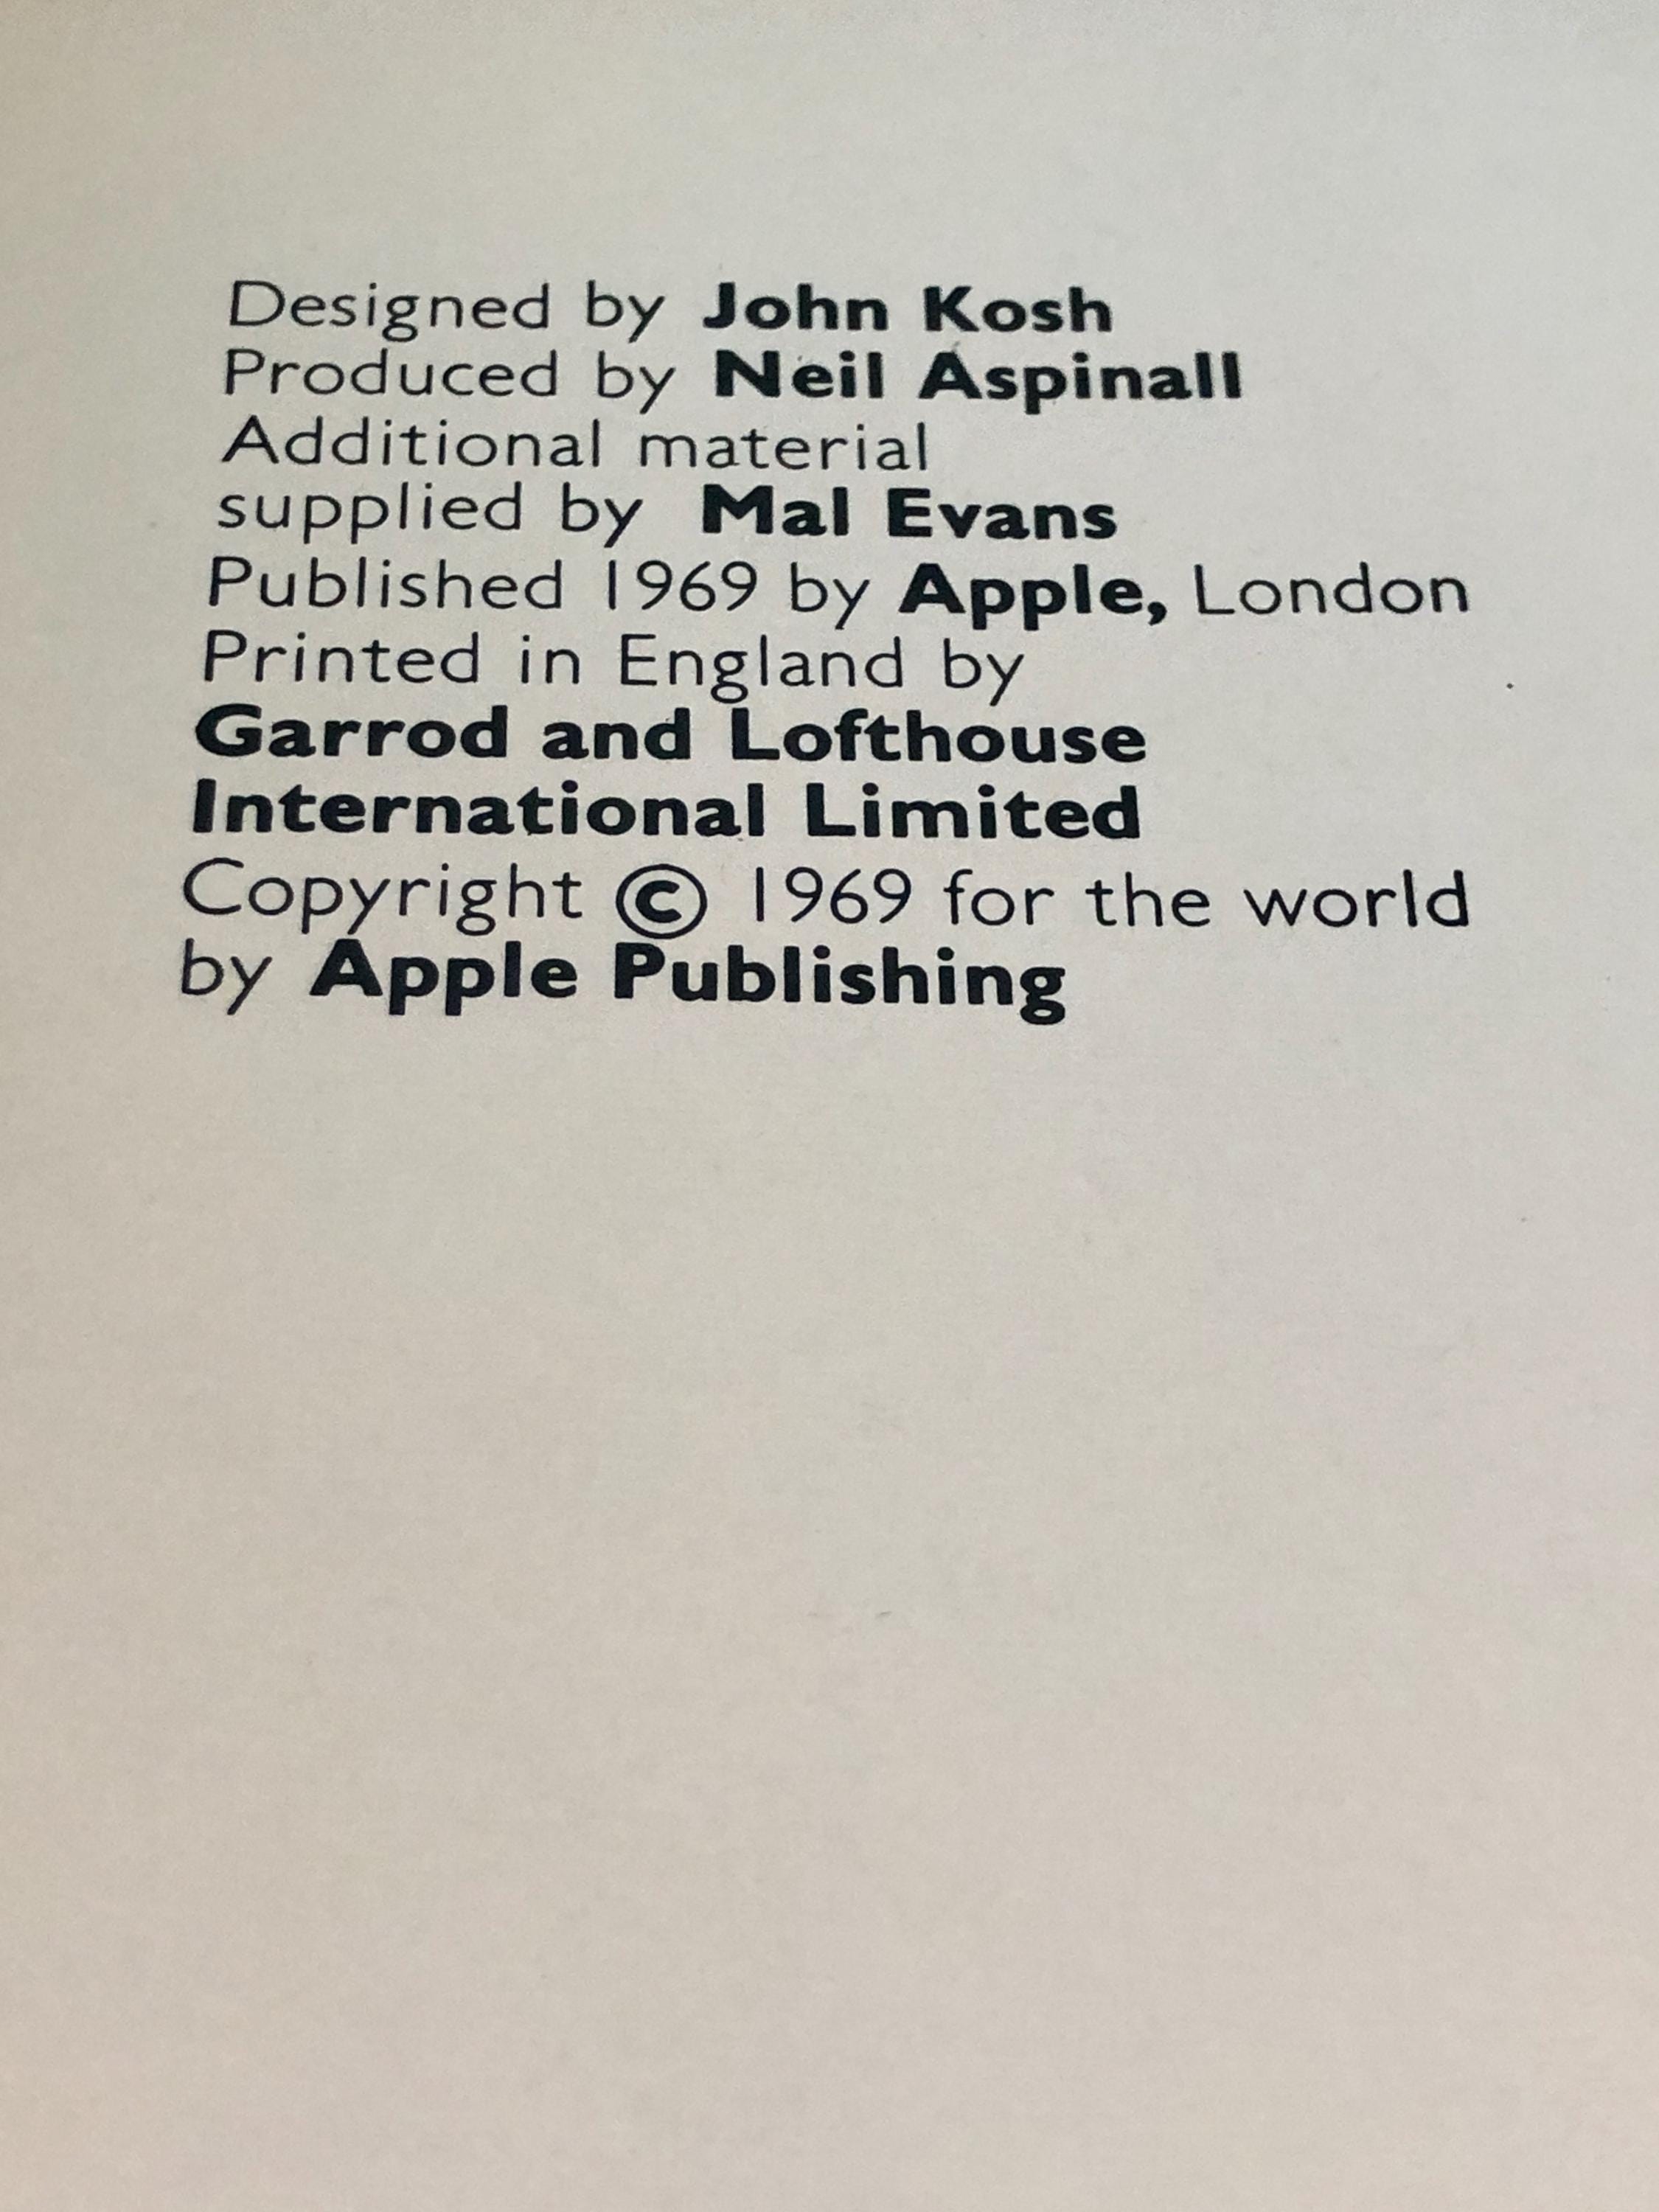 Designed by John Kosh
Produced by Neil Aspinall
Additional material
supplied by Mal Evans
Published 1969 by Apple, London
Printed in England by
Garrod and Lofthouse
International Limited
Copyright © 1969 for the world
by Apple Publishing